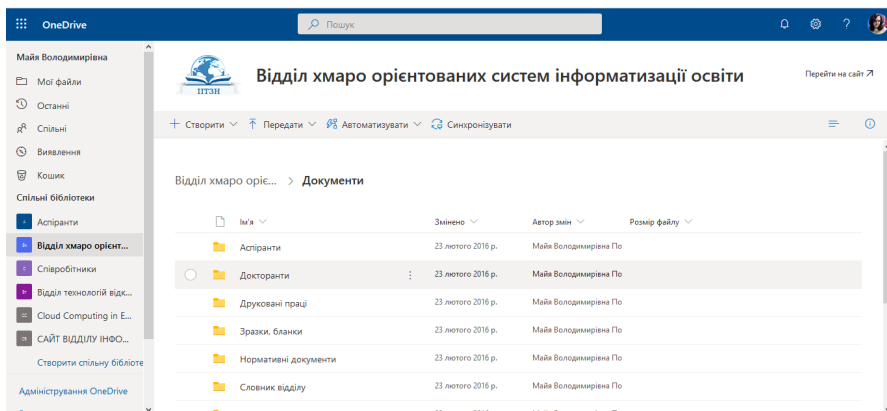 OneDrive
Пошук
?
Майя Володимирівна
Мої файли
Останні
Спільні
Виявлення
Кошик
Спільні бібліотеки
Аспіранти
Відділ хмаро орієнт...
Співробітники
Відділ технологій відк...
Cloud Computing in E...
САЙТ ВІДДІЛУ ІНФО...
Створити спільну бібліоте
Адміністрування OneDrive
ІІТЗН
Відділ хмаро орієнтованих систем інформатизації освіти
Перейти на сайт
Створити Передати Автоматизувати Синхронізувати
Відділ хмаро оріє... > Документи
Ім'я Змінено Автор змін Розмір файлу
Аспіранти 23 лютого 2016 р. Майя Володимирівна По
Докторанти 23 лютого 2016 р. Майя Володимирівна По
Друковані праці 23 лютого 2016 р. Майя Володимирівна По
Зразки, бланки 23 лютого 2016 р. Майя Володимирівна По
Нормативні документи 23 лютого 2016 р. Майя Володимирівна По
Словник відділу 23 лютого 2016 р. Майя Володимирівна По